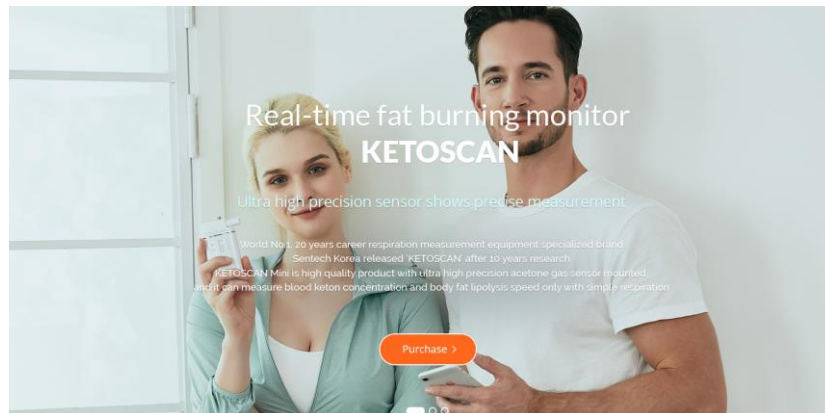 Real-time fat burning monitor
KETOSCAN
Ultra high precision sensor shows precise measurement
World No.1, 20 years career respiration measurement equipment specialized brand
Sentech Korea released 'KETOSCAN' after 10 years research
KETOSCAN Mini is high quality product with ultra high precision acetone gas sensor mounted,
and it can measure blood keton concentration and body fat lipolysis speed only with simple respiration
Purchase >